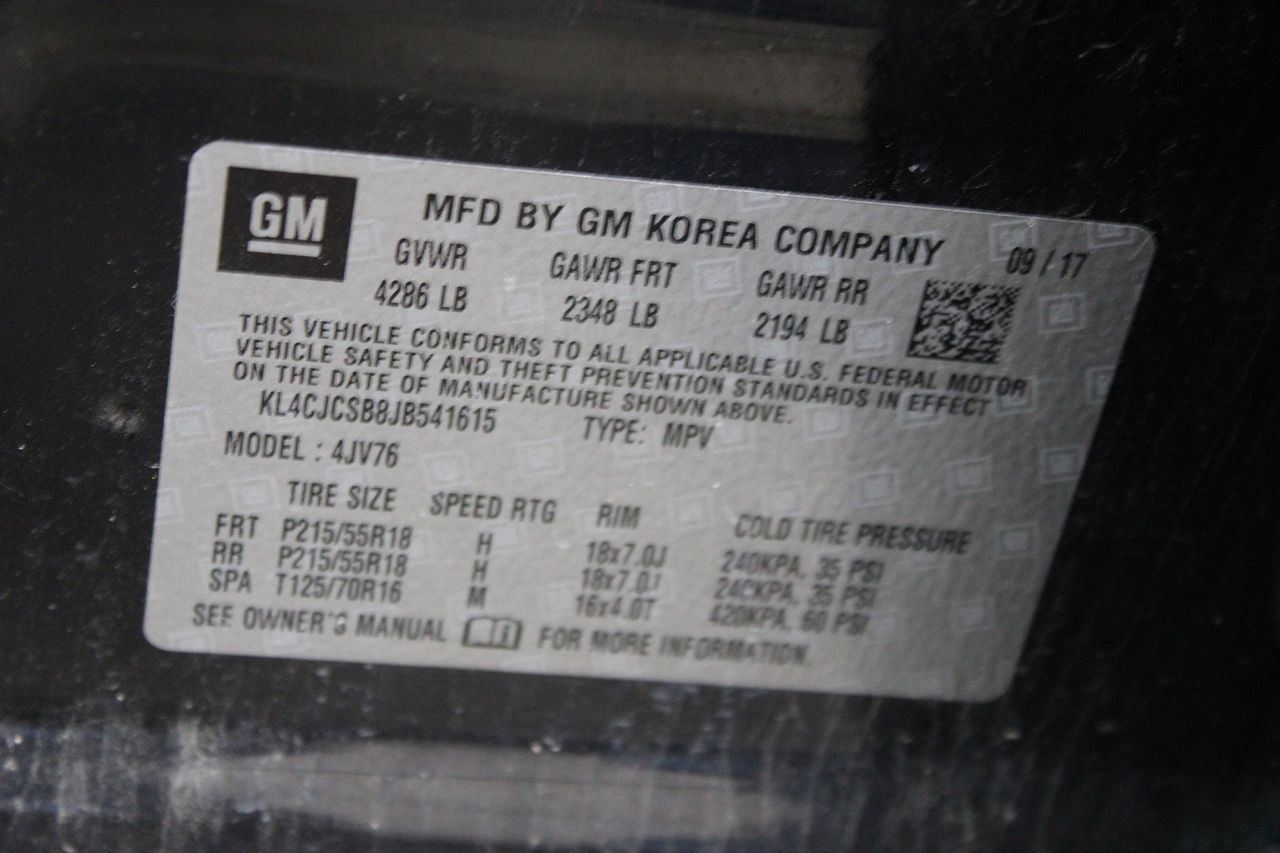 GM
MFD BY GM KOREA COMPANY 09 / 17
GVWR GAWR FRT GAWR RR
4286 LB 2348 LB 2194 LB
THIS VEHICLE CONFORMS TO ALL APPLICABLE U.S. FEDERAL MOTOR
VEHICLE SAFETY AND THEFT PREVENTION STANDARDS IN EFFECT
ON THE DATE OF MANUFACTURE SHOWN ABOVE.
KL4CJCSB8JB541615 TYPE: MPV
MODEL : 4JV76
TIRE SIZE SPEED RTG RIM COLD TIRE PRESSURE
FRT P215/55R18 H 18x7.0J 240KPA, 35 PSI
RR P215/55R18 H 18x7.0J 240KPA, 35 PSI
SPA T125/70R16 M 16x4.0T 420KPA, 60 PSI
SEE OWNER'S MANUAL FOR MORE INFORMATION